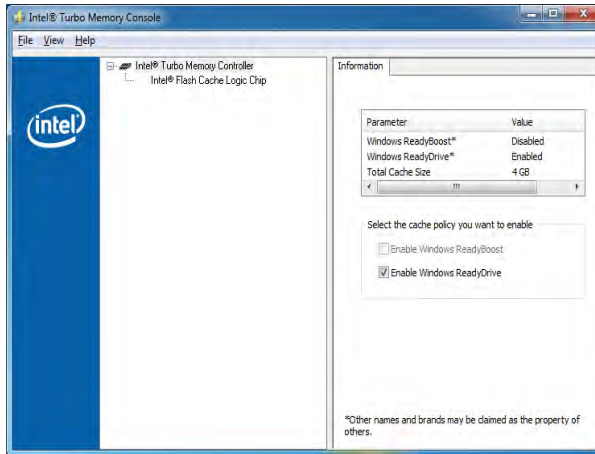 Intel® Turbo Memory Console
File View Help
Intel® Turbo Memory Controller
Intel® Flash Cache Logic Chip
intel
Information
Parameter Value
Windows ReadyBoost* Disabled
Windows ReadyDrive* Enabled
Total Cache Size 4 GB
Select the cache policy you want to enable
Enable Windows ReadyBoost
Enable Windows ReadyDrive
*Other names and brands may be claimed as the property of
others.